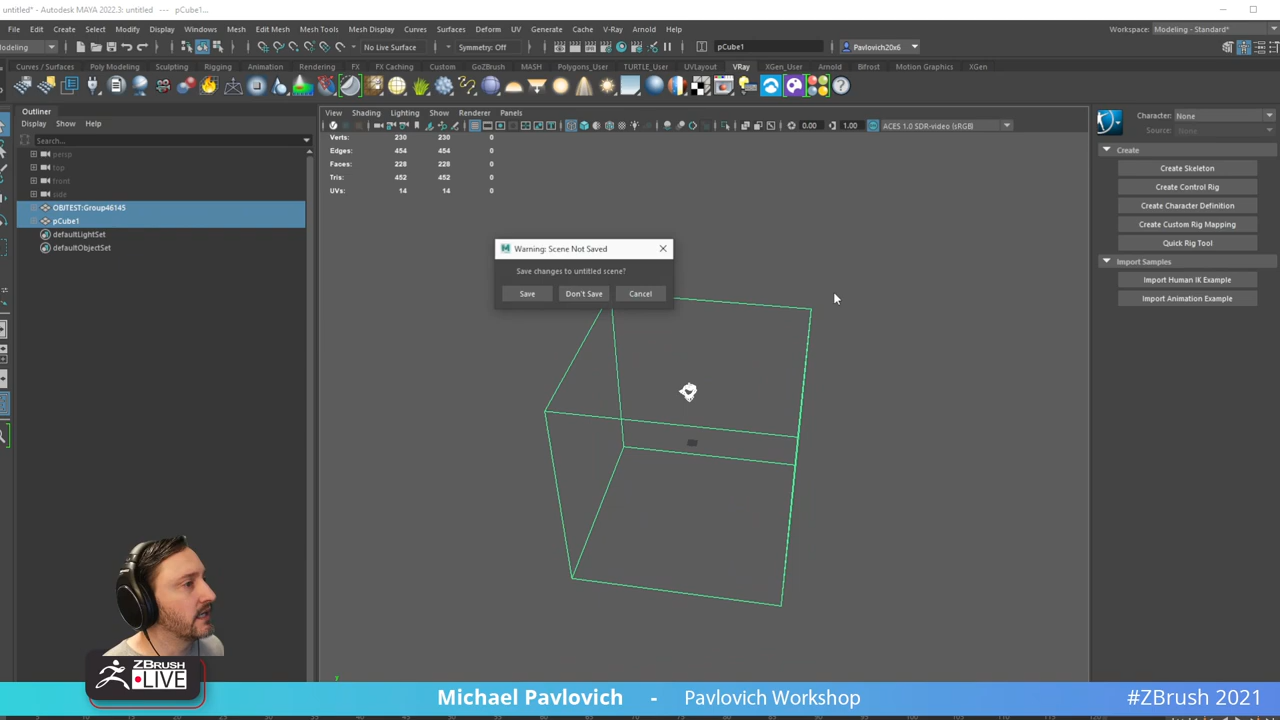 untitled* - Autodesk MAYA 2022.3: untitled --- pCube1...
File Edit Create Select Modify Display Windows Mesh Edit Mesh Mesh Tools Mesh Display Curves Surfaces Deform UV Generate Cache V-Ray Arnold Help
Workspace: Modeling - Standard*
odeling
No Live Surface
Symmetry: Off
pCube1
Pavlovich20x6
Curves / Surfaces Poly Modeling Sculpting Rigging Animation Rendering FX FX Caching Custom GoZBrush MASH Polygons_User TURTLE_User UVLayout VRay XGen_User Arnold Bifrost Motion Graphics XGen
Outliner
Display Show Help
Search...
persp
top
front
side
OBJTEST:Group46145
pCube1
defaultLightSet
defaultObjectSet
View Shading Lighting Show Renderer Panels
0.00
1.00
ACES 1.0 SDR-video (sRGB)
Verts: 230 230 0
Edges: 454 454 0
Faces: 228 228 0
Tris: 452 452 0
UVs: 14 14 0
Warning: Scene Not Saved
Save changes to untitled scene?
Save Don't Save Cancel
Character: None
Source: None
Create
Create Skeleton
Create Control Rig
Create Character Definition
Create Custom Rig Mapping
Quick Rig Tool
Import Samples
Import Human IK Example
Import Animation Example
ZBRUSH
LIVE
Michael Pavlovich - Pavlovich Workshop
#ZBrush 2021